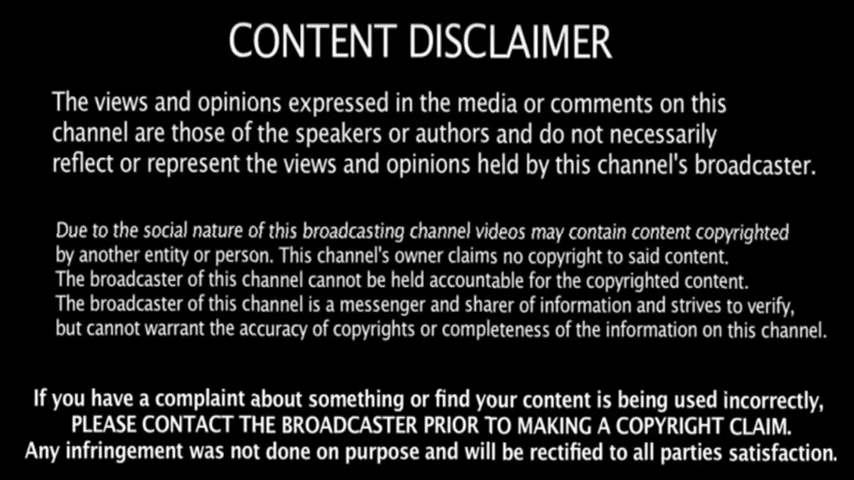 CONTENT DISCLAIMER
The views and opinions expressed in the media or comments on this
channel are those of the speakers or authors and do not necessarily
reflect or represent the views and opinions held by this channel's broadcaster.
Due to the social nature of this broadcasting channel videos may contain content copyrighted
by another entity or person. This channel's owner claims no copyright to said content.
The broadcaster of this channel cannot be held accountable for the copyrighted content.
The broadcaster of this channel is a messenger and sharer of information and strives to verify,
but cannot warrant the accuracy of copyrights or completeness of the information on this channel.
If you have a complaint about something or find your content is being used incorrectly,
PLEASE CONTACT THE BROADCASTER PRIOR TO MAKING A COPYRIGHT CLAIM.
Any infringement was not done on purpose and will be rectified to all parties satisfaction.